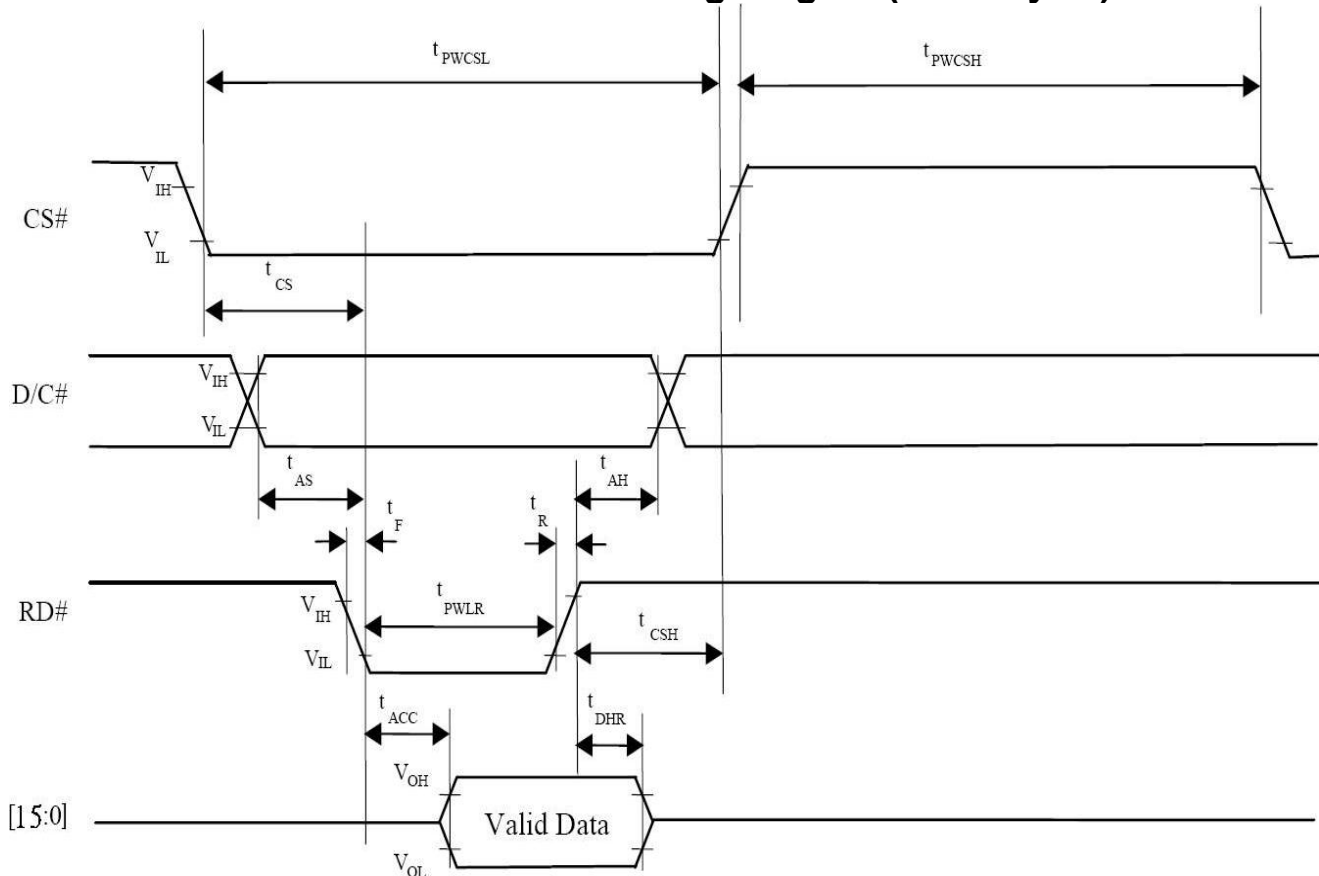 t PWCSL
t PWCSH
V IH
CS#
V IL
t CS
V IH
D/C#
V IL
t AS
t AH
t F
t R
RD#
V IH
t PWLR
t CSH
V IL
t ACC
t DHR
V OH
[15:0]
Valid Data
V OL